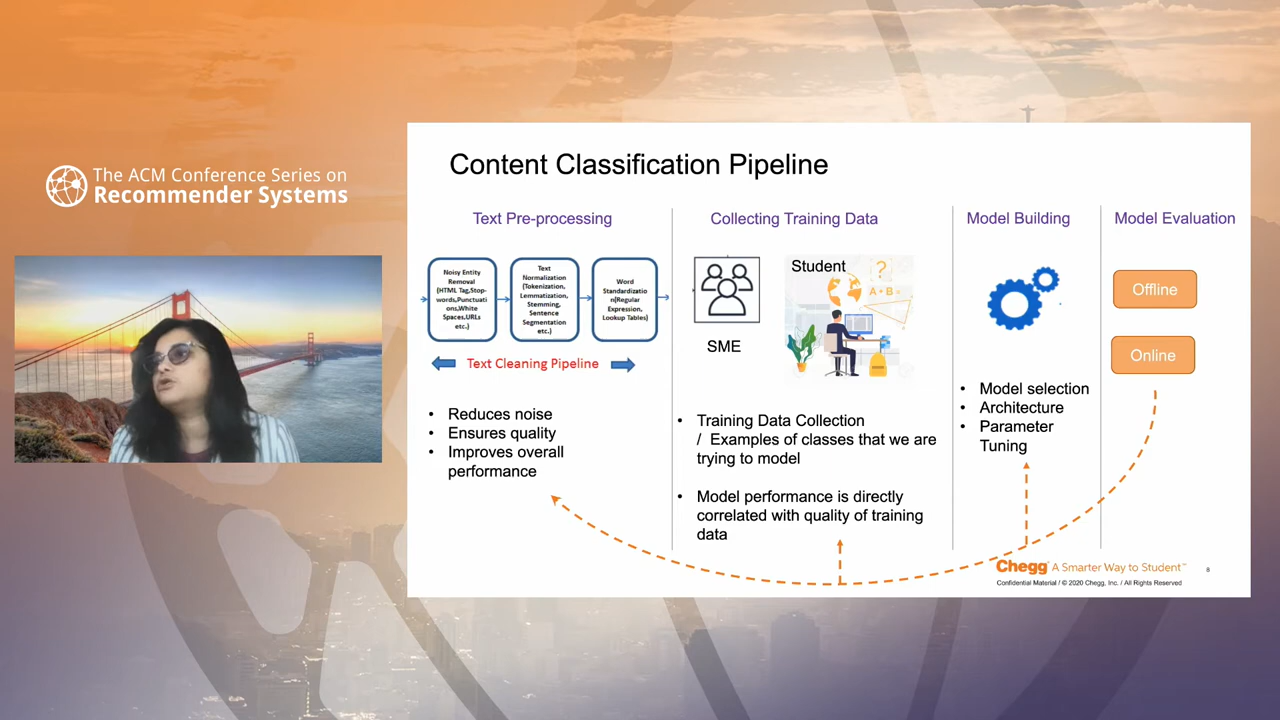 The ACM Conference Series on
Recommender Systems
Content Classification Pipeline
Text Pre-processing
Noisy Entity
Removal
(HTML Tag,Stop-
words,Punctuati
ons,White
Spaces,URLs
etc.)
Text
Normalization
(Tokenization,
Lemmatization,
Stemming,
Sentence
Segmentation
etc.)
Word
Standardizatio
n(Regular
Expression,
Lookup Tables)
Text Cleaning Pipeline
• Reduces noise
• Ensures quality
• Improves overall
performance
Collecting Training Data
SME
Student
?
A + B =
• Training Data Collection
/ Examples of classes that we are
trying to model
• Model performance is directly
correlated with quality of training
data
Model Building
• Model selection
• Architecture
• Parameter
Tuning
Model Evaluation
Offline
Online
Chegg® A Smarter Way to Student™
Confidential Material / © 2020 Chegg, Inc. / All Rights Reserved
8